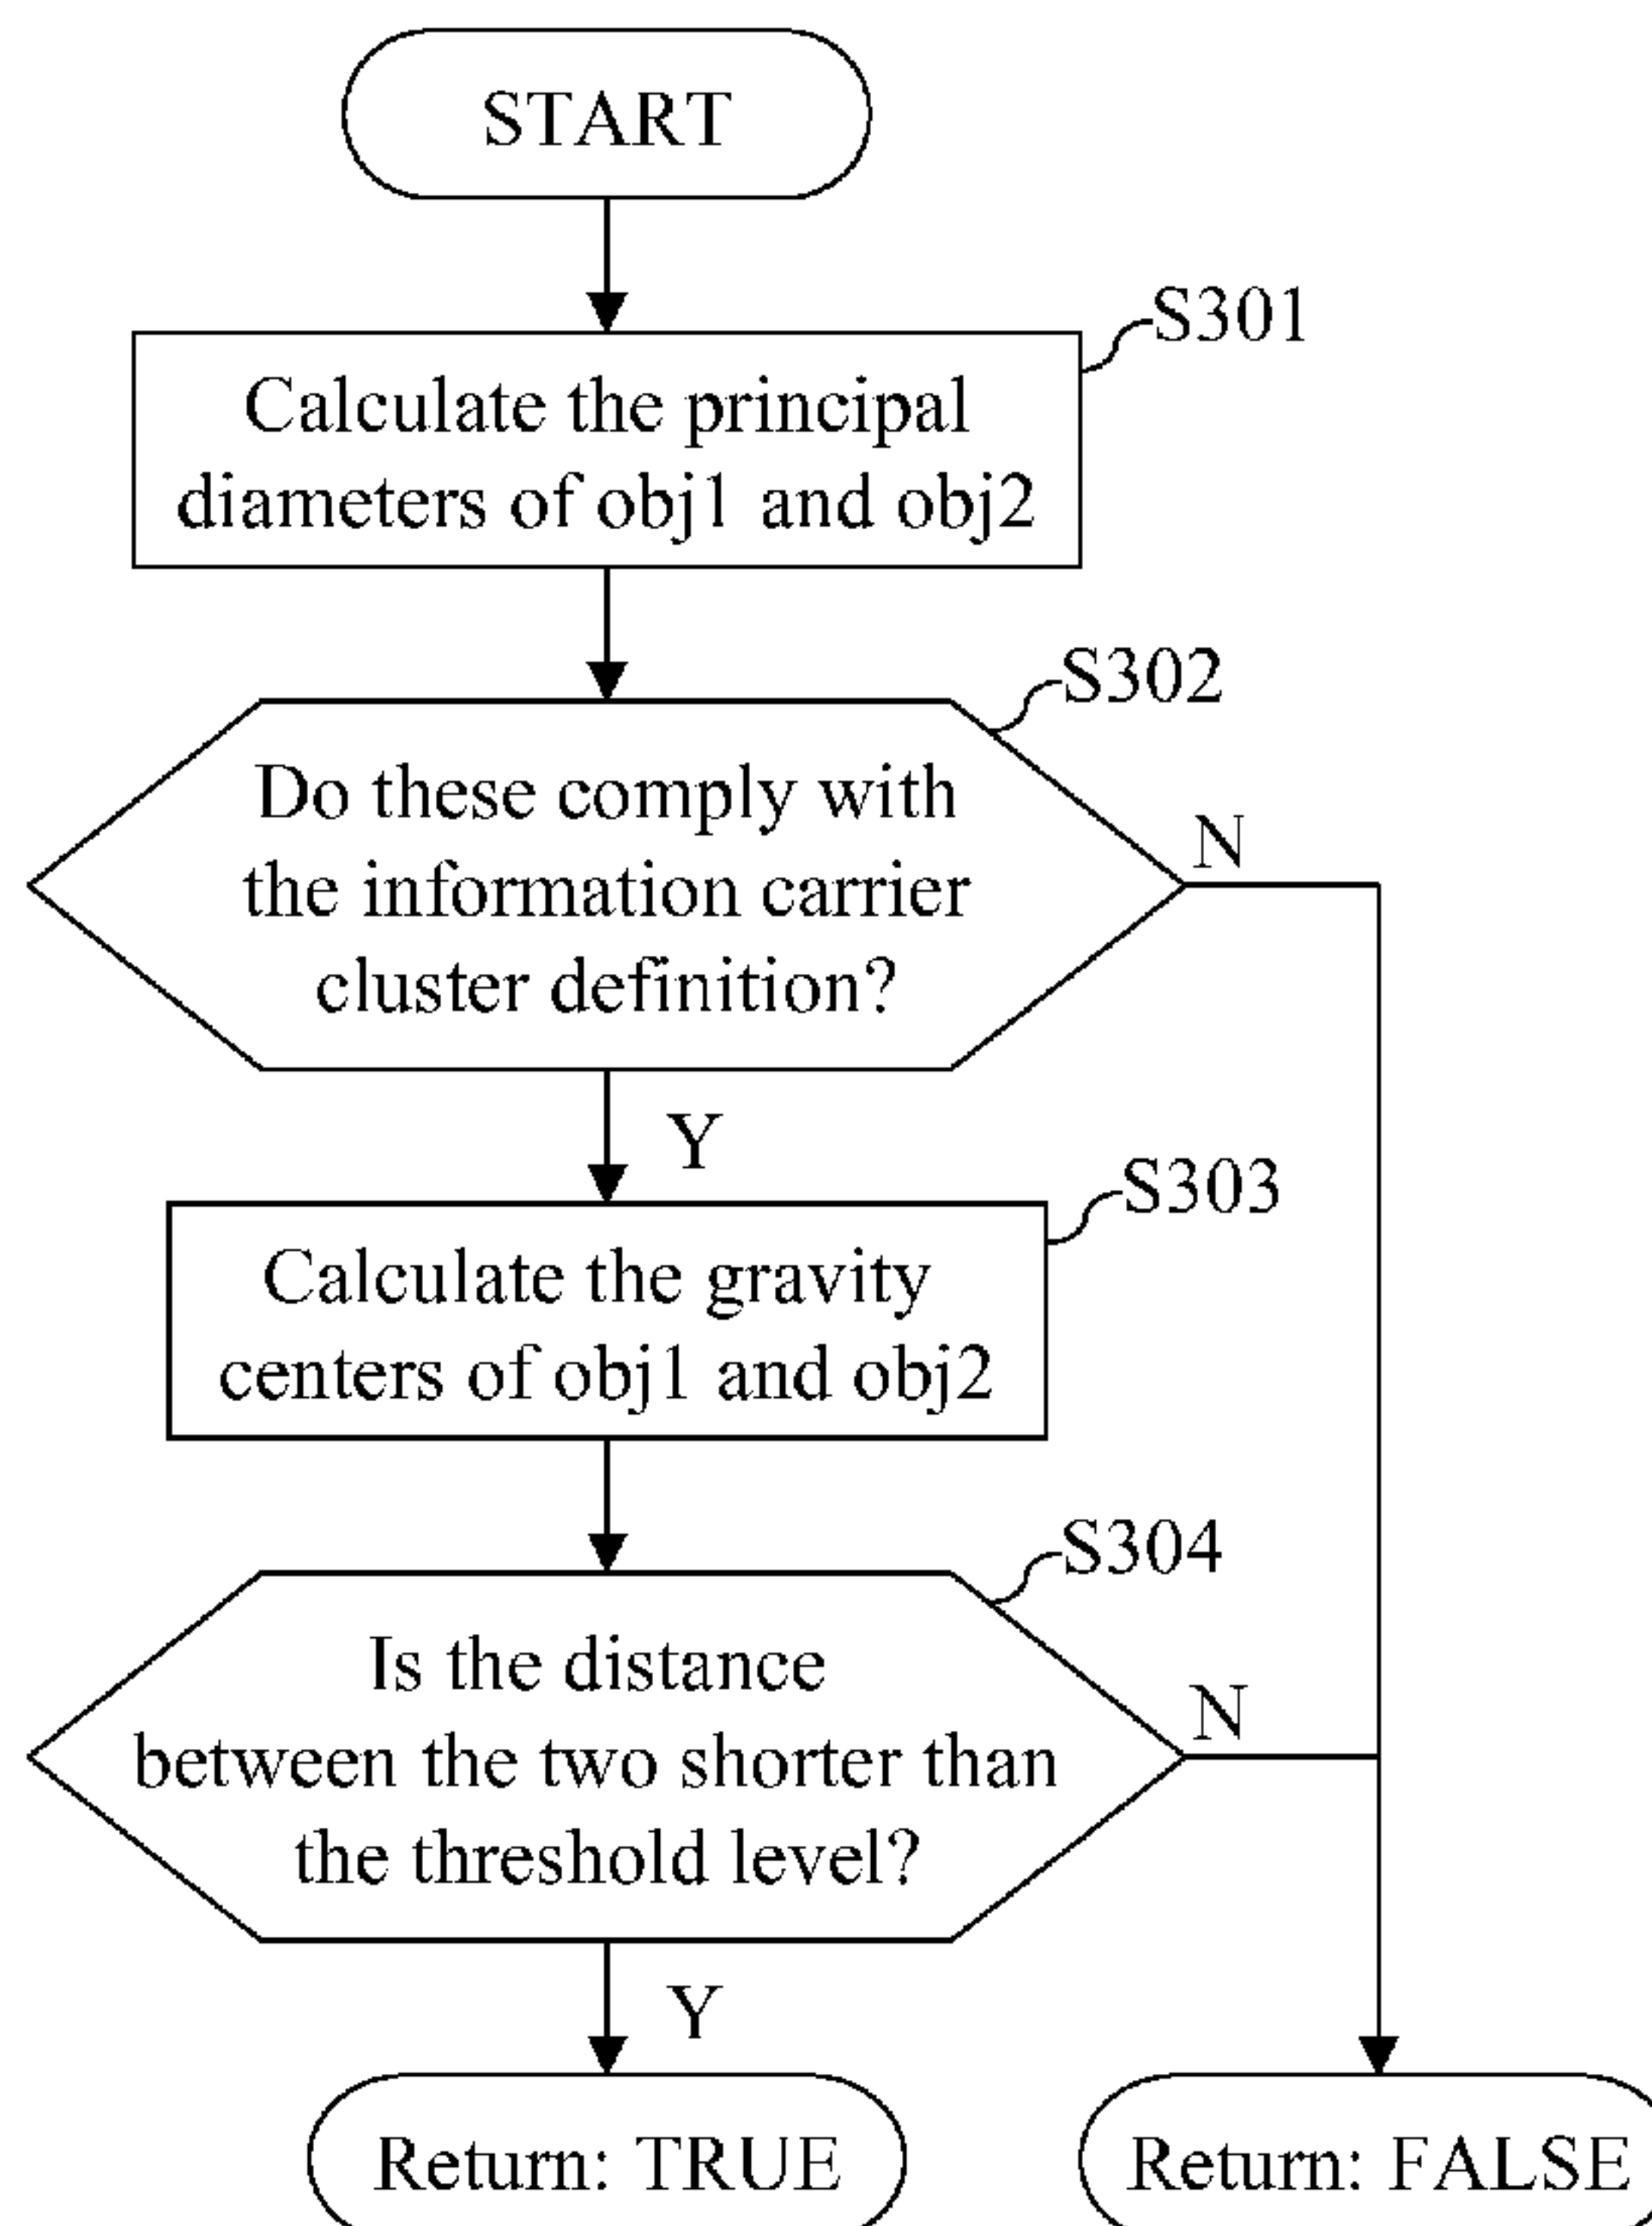 START
S301
Calculate the principal
diameters of obj1 and obj2
S302
Do these comply with
the information carrier
cluster definition?
N
Y
S303
Calculate the gravity
centers of obj1 and obj2
S304
Is the distance
between the two shorter than
the threshold level?
N
Y
Return: TRUE
Return: FALSE